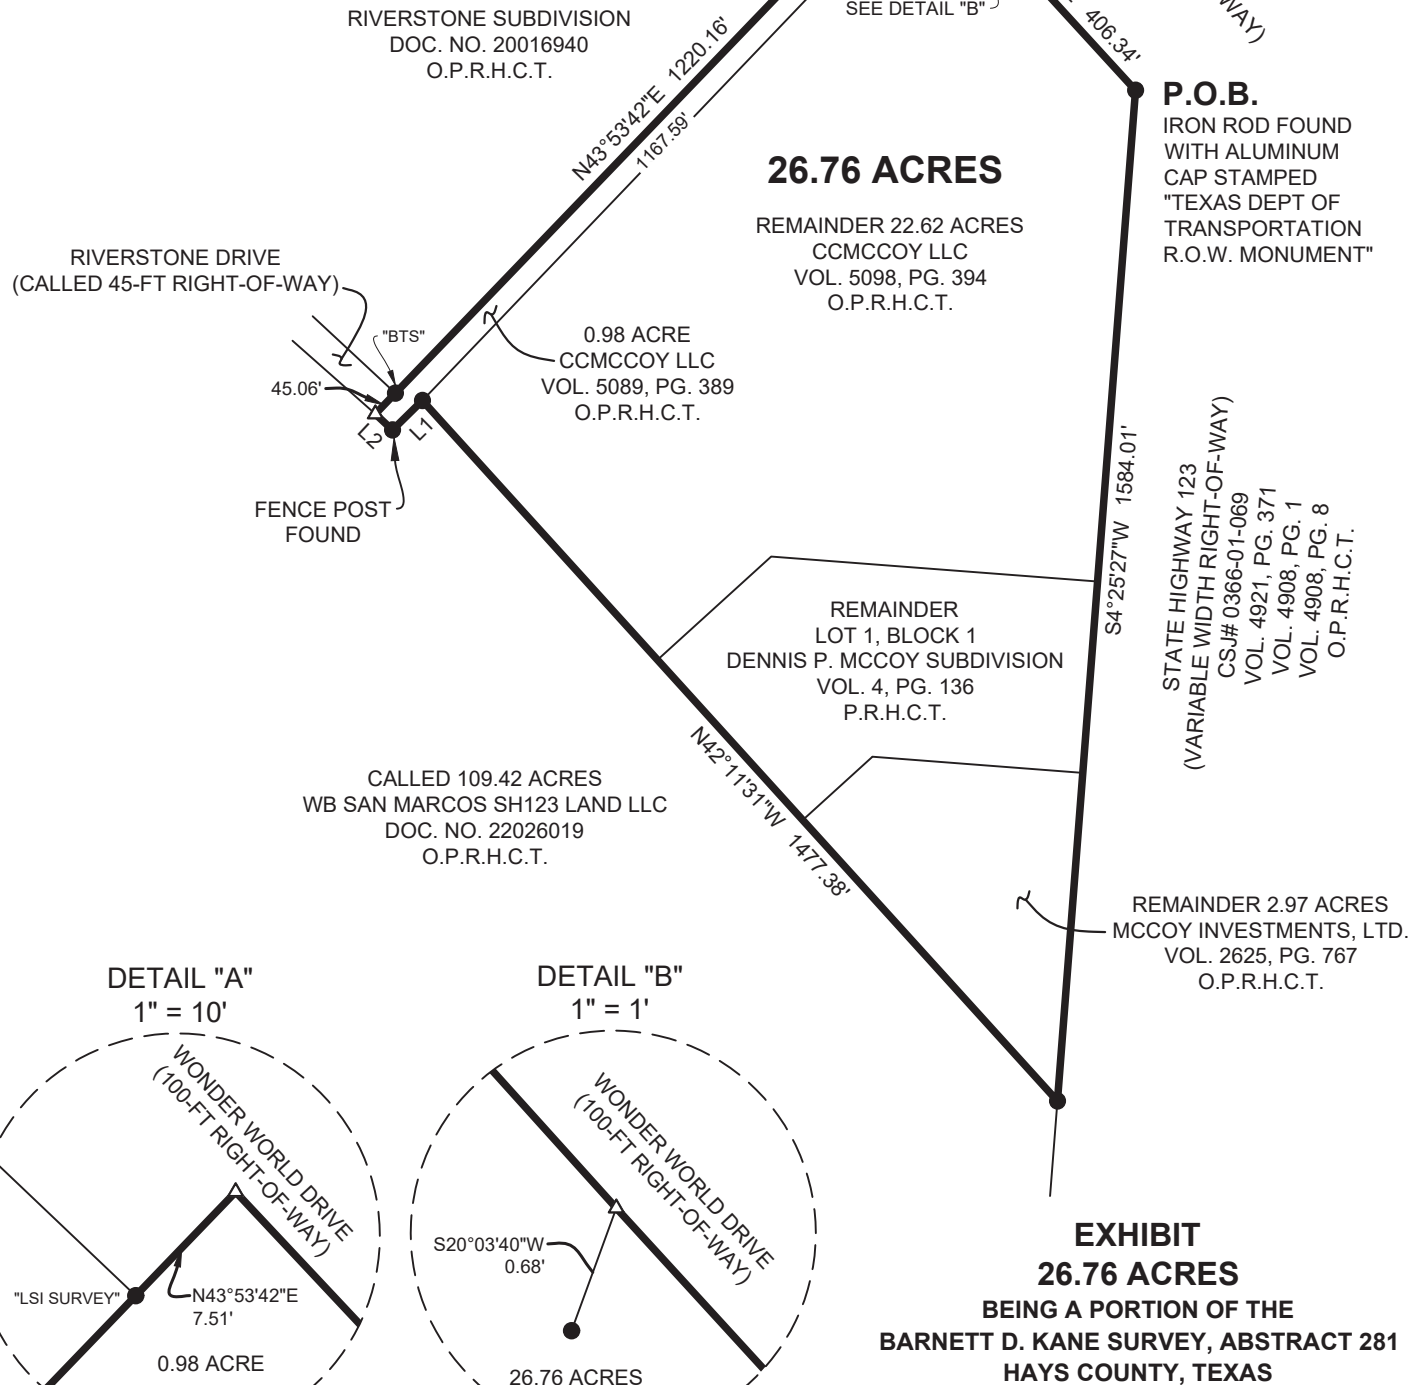 RIVERSTONE SUBDIVISION
DOC. NO. 20016940
O.P.R.H.C.T.
SEE DETAIL "B"
406.34'
WAY)
N43°53'42"E 1220.16'
1167.59'
P.O.B.
IRON ROD FOUND
WITH ALUMINUM
CAP STAMPED
"TEXAS DEPT OF
TRANSPORTATION
R.O.W. MONUMENT"
26.76 ACRES
REMAINDER 22.62 ACRES
CCMCCOY LLC
VOL. 5098, PG. 394
O.P.R.H.C.T.
RIVERSTONE DRIVE
(CALLED 45-FT RIGHT-OF-WAY)
"BTS"
45.06'
L2
L1
0.98 ACRE
CCMCCOY LLC
VOL. 5089, PG. 389
O.P.R.H.C.T.
FENCE POST
FOUND
S4°25'27"W 1584.01'
STATE HIGHWAY 123
(VARIABLE WIDTH RIGHT-OF-WAY)
CSJ# 0366-01-069
VOL. 4921, PG. 371
VOL. 4908, PG. 1
VOL. 4908, PG. 8
O.P.R.H.C.T.
REMAINDER
LOT 1, BLOCK 1
DENNIS P. MCCOY SUBDIVISION
VOL. 4, PG. 136
P.R.H.C.T.
N42°11'31"W 1477.38'
CALLED 109.42 ACRES
WB SAN MARCOS SH123 LAND LLC
DOC. NO. 22026019
O.P.R.H.C.T.
REMAINDER 2.97 ACRES
MCCOY INVESTMENTS, LTD.
VOL. 2625, PG. 767
O.P.R.H.C.T.
DETAIL "A"
1" = 10'
WONDER WORLD DRIVE
(100-FT RIGHT-OF-WAY)
"LSI SURVEY"
N43°53'42"E
7.51'
0.98 ACRE
DETAIL "B"
1" = 1'
WONDER WORLD DRIVE
(100-FT RIGHT-OF-WAY)
S20°03'40"W
0.68'
26.76 ACRES
EXHIBIT
26.76 ACRES
BEING A PORTION OF THE
BARNETT D. KANE SURVEY, ABSTRACT 281
HAYS COUNTY, TEXAS